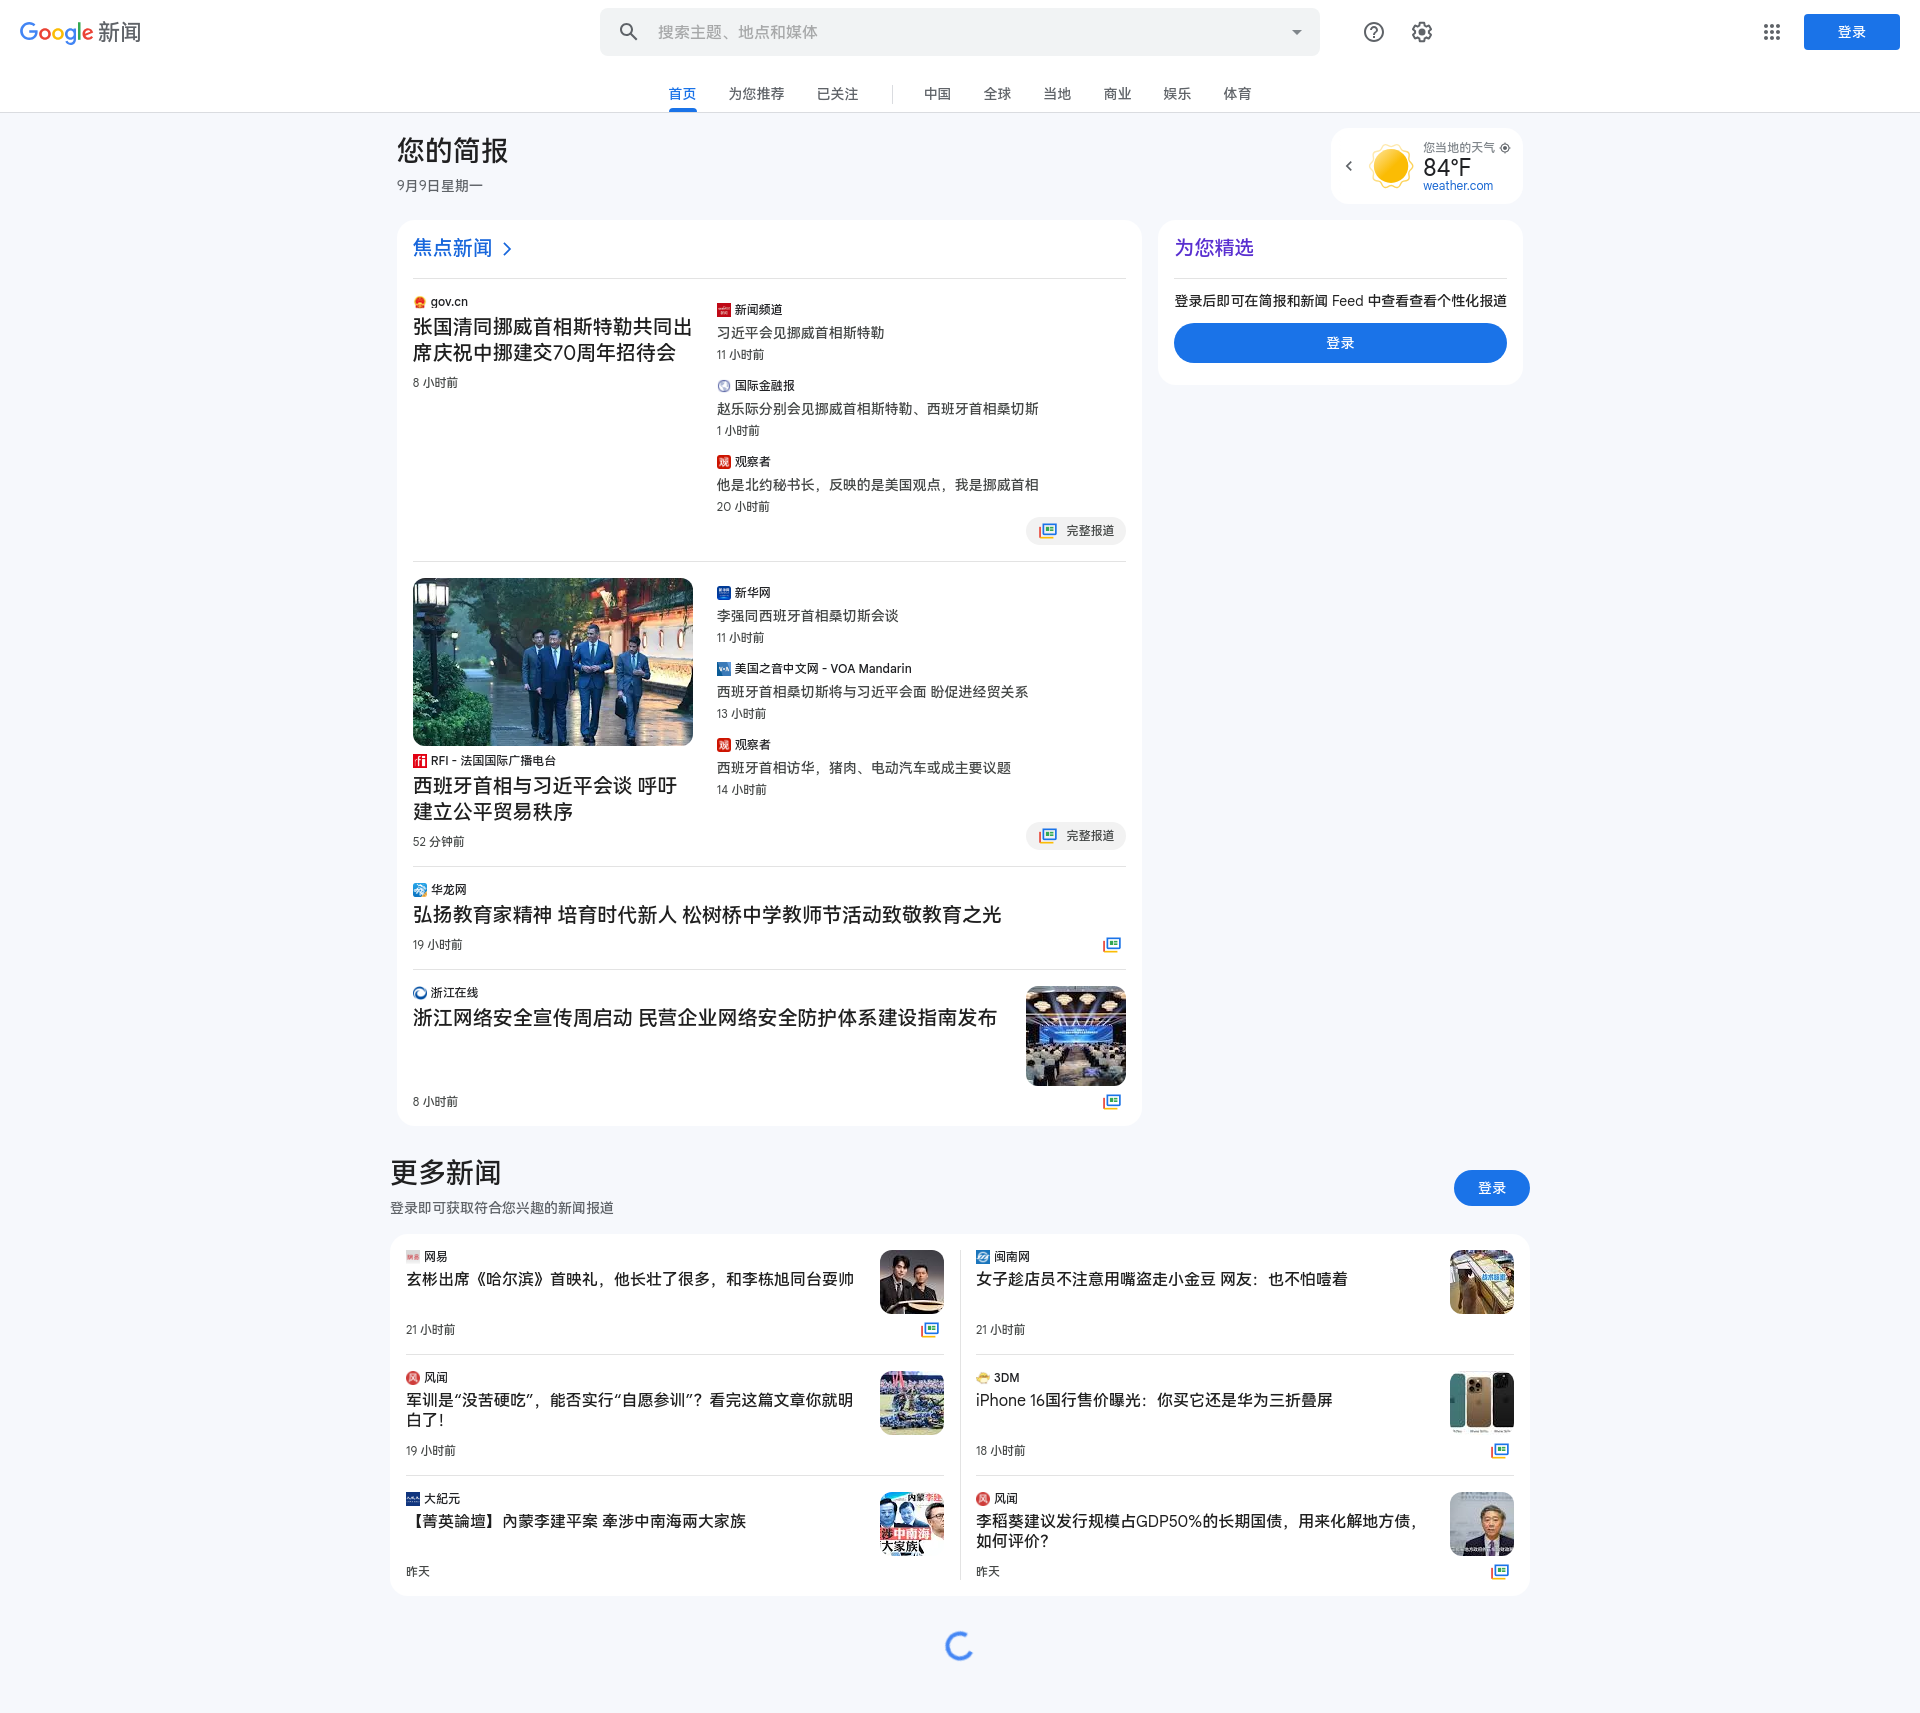 Google 新闻
搜索主题、地点和媒体
登录
首页
为您推荐
已关注
中国
全球
当地
商业
娱乐
体育
您的简报
9月9日星期一
您当地的天气
84°F
weather.com
焦点新闻
gov.cn
张国清同挪威首相斯特勒共同出
席庆祝中挪建交70周年招待会
8 小时前
新闻频道
习近平会见挪威首相斯特勒
11 小时前
国际金融报
赵乐际分别会见挪威首相斯特勒、西班牙首相桑切斯
1 小时前
观察者
他是北约秘书长，反映的是美国观点，我是挪威首相
20 小时前
完整报道
为您精选
登录后即可在简报和新闻 Feed 中查看查看个性化报道
登录
RFI - 法国国际广播电台
西班牙首相与习近平会谈 呼吁
建立公平贸易秩序
52 分钟前
新华网
李强同西班牙首相桑切斯会谈
11 小时前
美国之音中文网 - VOA Mandarin
西班牙首相桑切斯将与习近平会面 盼促进经贸关系
13 小时前
观察者
西班牙首相访华，猪肉、电动汽车或成主要议题
14 小时前
完整报道
华龙网
弘扬教育家精神 培育时代新人 松树桥中学教师节活动致敬教育之光
19 小时前
浙江在线
浙江网络安全宣传周启动 民营企业网络安全防护体系建设指南发布
8 小时前
更多新闻
登录即可获取符合您兴趣的新闻报道
登录
网易
玄彬出席《哈尔滨》首映礼，他长壮了很多，和李栋旭同台耍帅
21 小时前
闽南网
女子趁店员不注意用嘴盗走小金豆 网友：也不怕噎着
21 小时前
风闻
军训是“没苦硬吃”，能否实行“自愿参训”？看完这篇文章你就明
白了！
19 小时前
3DM
iPhone 16国行售价曝光：你买它还是华为三折叠屏
18 小时前
大紀元
【菁英論壇】內蒙李建平案 牽涉中南海兩大家族
昨天
內蒙李建
涉中南海
大家族
风闻
李稻葵建议发行规模占GDP50%的长期国债，用来化解地方债，
如何评价？
昨天